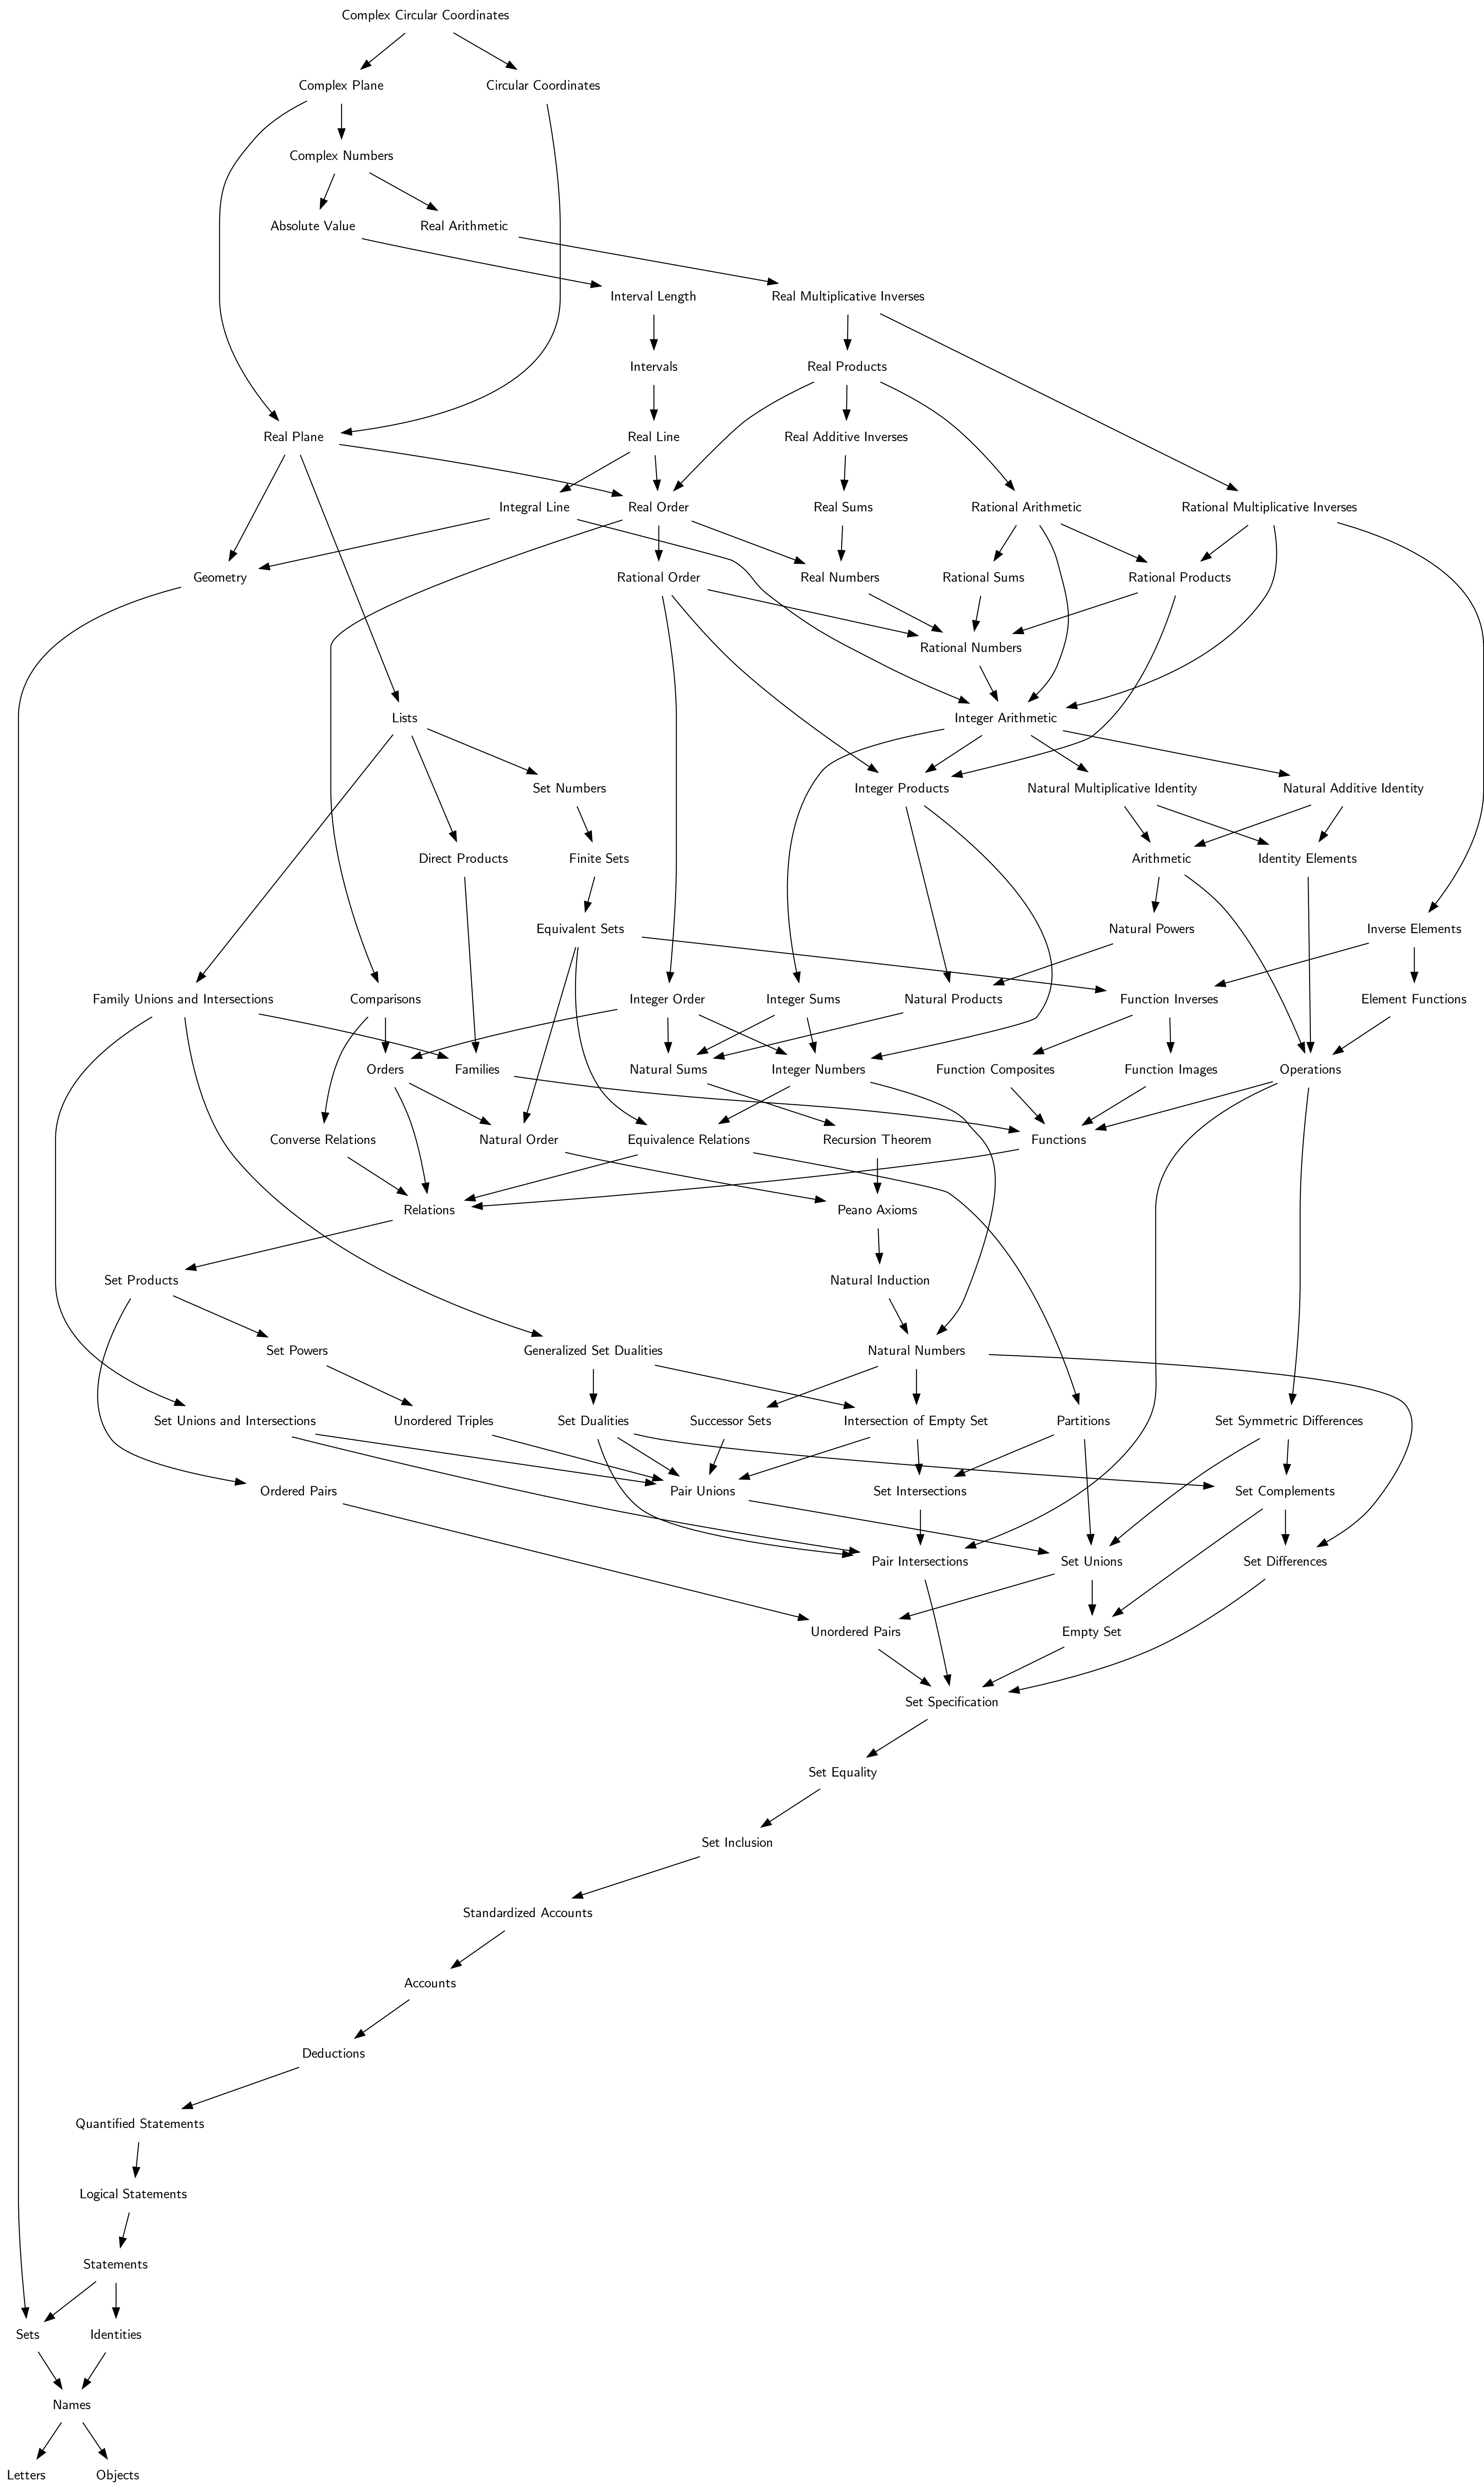 Complex Circular Coordinates
Complex Plane
Circular Coordinates
Complex Numbers
Absolute Value
Real Arithmetic
Interval Length
Real Multiplicative Inverses
Intervals
Real Products
Real Plane
Real Line
Real Additive Inverses
Integral Line
Real Order
Real Sums
Rational Arithmetic
Rational Multiplicative Inverses
Geometry
Rational Order
Real Numbers
Rational Sums
Rational Products
Rational Numbers
Lists
Integer Arithmetic
Set Numbers
Integer Products
Natural Multiplicative Identity
Natural Additive Identity
Direct Products
Finite Sets
Arithmetic
Identity Elements
Equivalent Sets
Natural Powers
Inverse Elements
Family Unions and Intersections
Comparisons
Integer Order
Integer Sums
Natural Products
Function Inverses
Element Functions
Orders
Families
Natural Sums
Integer Numbers
Function Composites
Function Images
Operations
Converse Relations
Natural Order
Equivalence Relations
Recursion Theorem
Functions
Relations
Peano Axioms
Set Products
Natural Induction
Set Powers
Generalized Set Dualities
Natural Numbers
Set Unions and Intersections
Unordered Triples
Set Dualities
Successor Sets
Intersection of Empty Set
Partitions
Set Symmetric Differences
Ordered Pairs
Pair Unions
Set Intersections
Set Complements
Pair Intersections
Set Unions
Set Differences
Unordered Pairs
Empty Set
Set Specification
Set Equality
Set Inclusion
Standardized Accounts
Accounts
Deductions
Quantified Statements
Logical Statements
Statements
Sets
Identities
Names
Letters
Objects